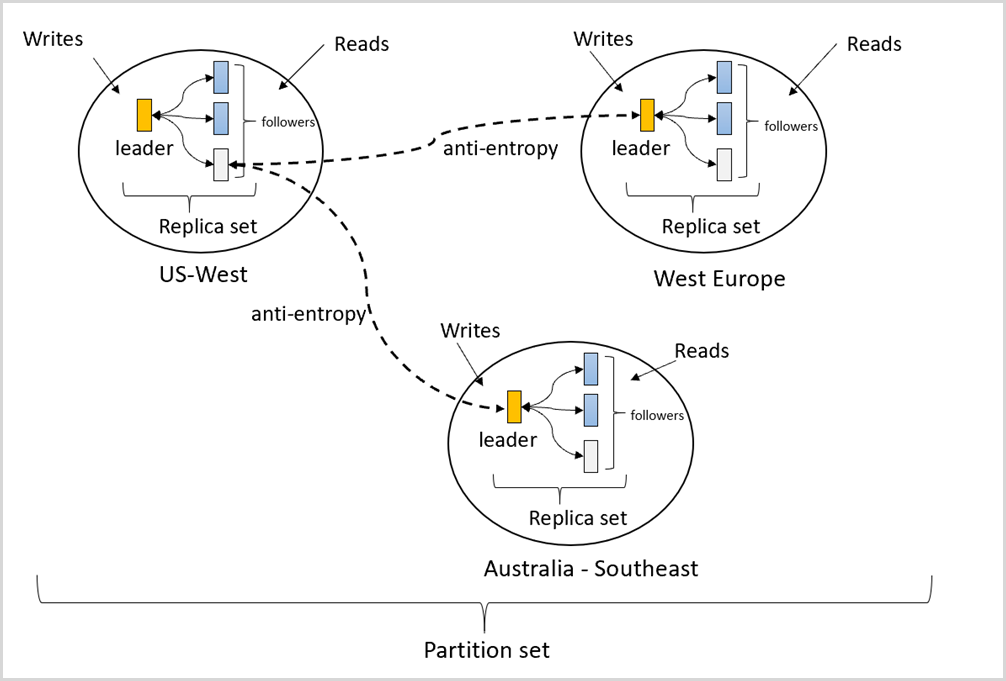 Writes
Reads
followers
leader
Replica set
US-West
anti-entropy
Writes
Reads
followers
leader
Replica set
West Europe
anti-entropy
Writes
Reads
followers
leader
Replica set
Australia - Southeast
Partition set